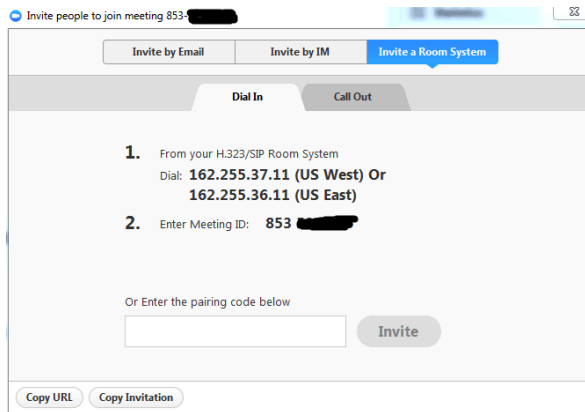 Invite people to join meeting 853-
Invite by Email Invite by IM Invite a Room System
Dial In Call Out
1. From your H.323/SIP Room System
Dial: 162.255.37.11 (US West) Or
162.255.36.11 (US East)
2. Enter Meeting ID: 853
Or Enter the pairing code below
Invite
Copy URL Copy Invitation